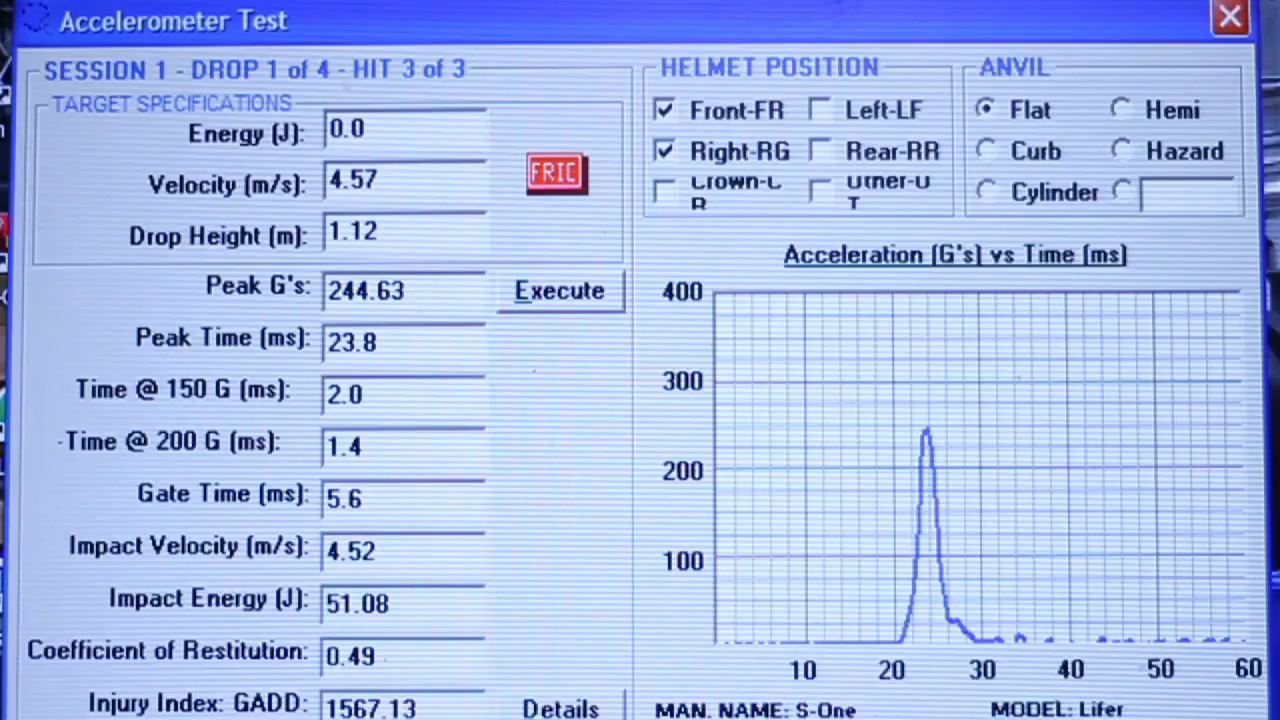 Accelerometer Test
SESSION 1 - DROP 1 of 4 - HIT 3 of 3
TARGET SPECIFICATIONS
Energy (J): 0.0
Velocity (m/s): 4.57
Drop Height (m): 1.12
FRIC
Peak G's: 244.63
Execute
Peak Time (ms): 23.8
Time @ 150 G (ms): 2.0
Time @ 200 G (ms): 1.4
Gate Time (ms): 5.6
Impact Velocity (m/s): 4.52
Impact Energy (J): 51.08
Coefficient of Restitution: 0.49
Injury Index: GADD: 1567.13
Details
HELMET POSITION
Front-FR Left-LF
Right-RG Rear-RR
Crown-C Other-O
R T
ANVIL
Flat Hemi
Curb Hazard
Cylinder
Acceleration (G's) vs Time (ms)
400
300
200
100
10 20 30 40 50 60
MAN. NAME: S-One MODEL: Lifer